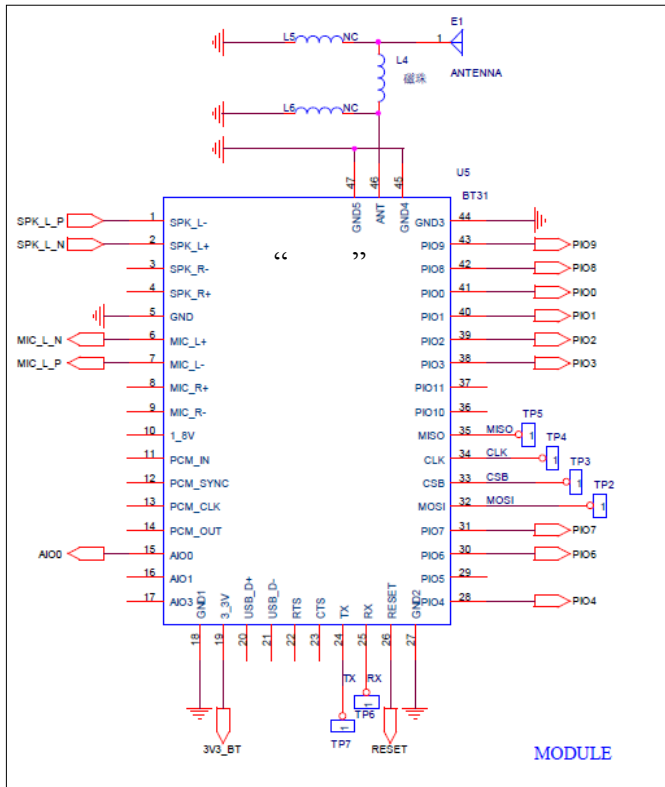 E1
L5 NC 1
L4
磁珠 ANTENNA
L6 NC
47 46 45
U5
BT31
GND5 ANT GND4
SPK_L_P 1 SPK_L- GND3 44
SPK_L_N 2 SPK_L+ PIO9 43 PIO9
“ ”
3 SPK_R- PIO8 42 PIO8
4 SPK_R+ PIO0 41 PIO0
5 GND PIO1 40 PIO1
MIC_L_N 6 MIC_L+ PIO2 39 PIO2
MIC_L_P 7 MIC_L- PIO3 38 PIO3
8 MIC_R+ PIO11 37
9 MIC_R- PIO10 36
10 1_8V MISO 35 MISO 1 TP5
11 PCM_IN CLK 34 CLK 1 TP4
12 PCM_SYNC CSB 33 CSB 1 TP3
13 PCM_CLK MOSI 32 MOSI 1 TP2
14 PCM_OUT PIO7 31 PIO7
AIO0 15 AIO0 PIO6 30 PIO6
16 AIO1 PIO5 29
17 AIO3 PIO4 28 PIO4
GND1 3_3V USB_D+ USB_D- RTS CTS TX RX RESET GND2
18 19 20 21 22 23 24 25 26 27
TX RX
1 TP6
1 TP7
3V3_BT RESET
MODULE